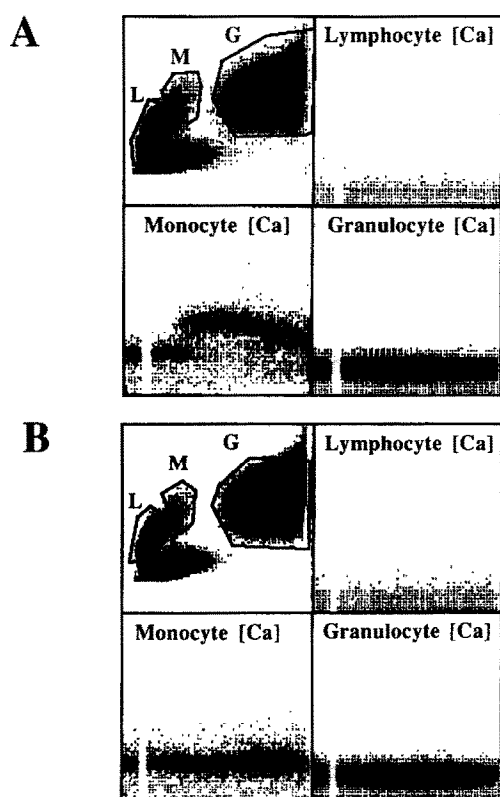 A
G
M
L
Lymphocyte [Ca]
Monocyte [Ca]
Granulocyte [Ca]
B
G
M
L
Lymphocyte [Ca]
Monocyte [Ca]
Granulocyte [Ca]